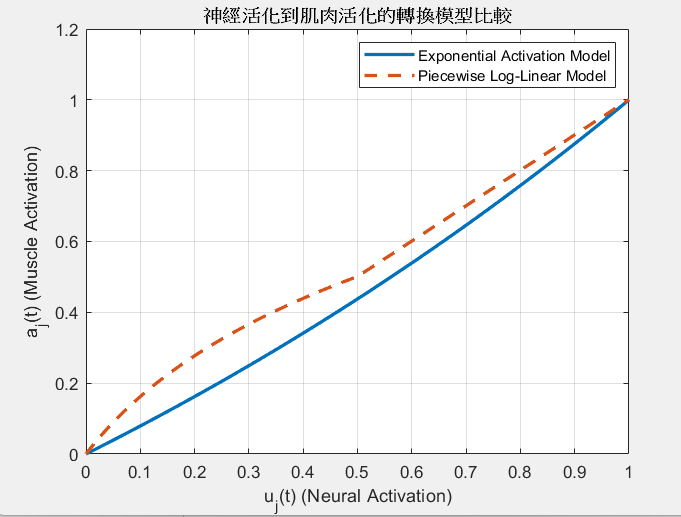 神經活化到肌肉活化的轉換模型比較
1.2
1
0.8
0.6
0.4
0.2
0
Exponential Activation Model
Piecewise Log-Linear Model
a_j(t) (Muscle Activation)
0 0.1 0.2 0.3 0.4 0.5 0.6 0.7 0.8 0.9 1
u_j(t) (Neural Activation)